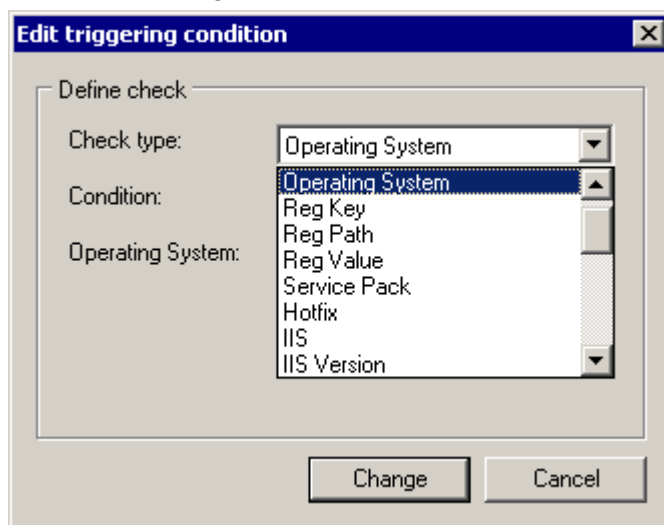 Edit triggering condition
Define check
Check type:
Operating System
Condition:
Operating System:
Operating System
Reg Key
Reg Path
Reg Value
Service Pack
Hotfix
IIS
IIS Version
Change
Cancel